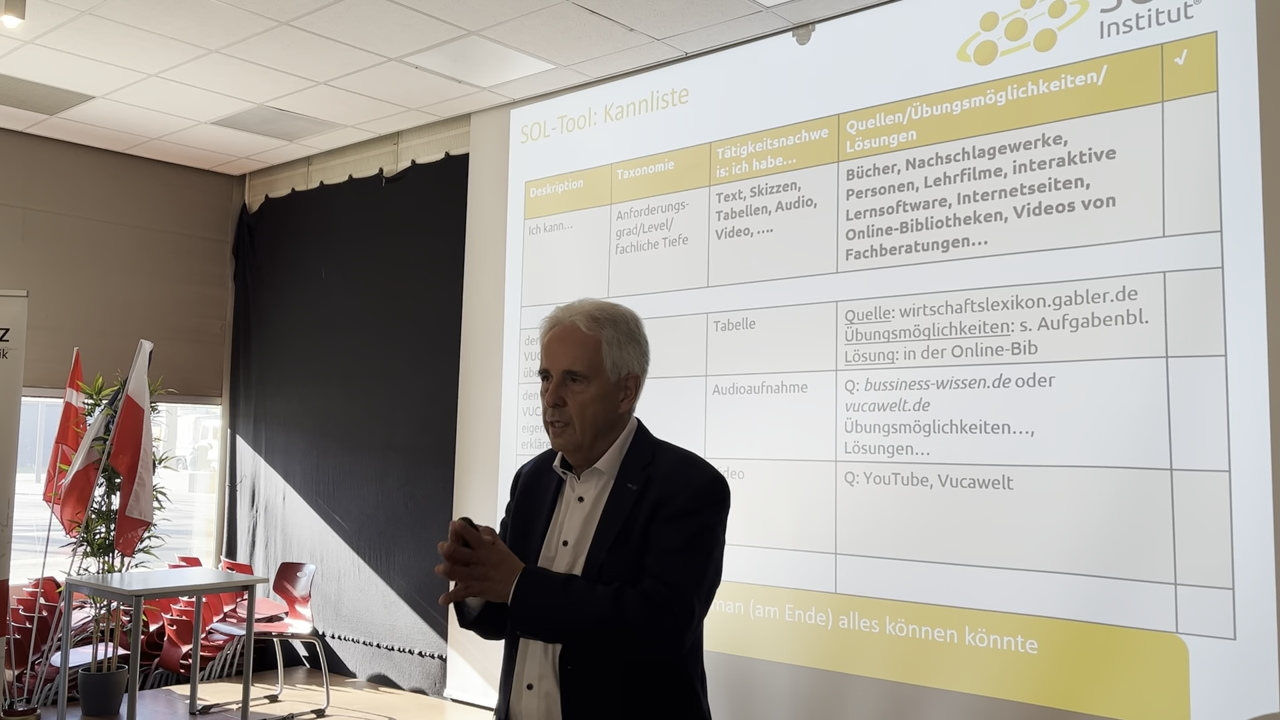 SOL
Institut®
SOL-Tool: Kannliste
Deskription
Taxonomie
Tätigkeitsnachwe
is: ich habe...
Quellen/Übungsmöglichkeiten/
Lösungen
✓
Ich kann...
Anforderungs-
grad/Level/
fachliche Tiefe
Text, Skizzen,
Tabellen, Audio,
Video, ....
Bücher, Nachschlagewerke,
Personen, Lehrfilme, interaktive
Lernsoftware, Internetseiten,
Online-Bibliotheken, Videos von
Fachberatungen...
Tabelle
Quelle: wirtschaftslexikon.gabler.de
Übungsmöglichkeiten: s. Aufgabenbl.
Lösung: in der Online-Bib
Audioaufnahme
Q: bussiness-wissen.de oder
vucawelt.de
Übungsmöglichkeiten...,
Lösungen...
Q: YouTube, Vucawelt
man (am Ende) alles können könnte
Z
ik